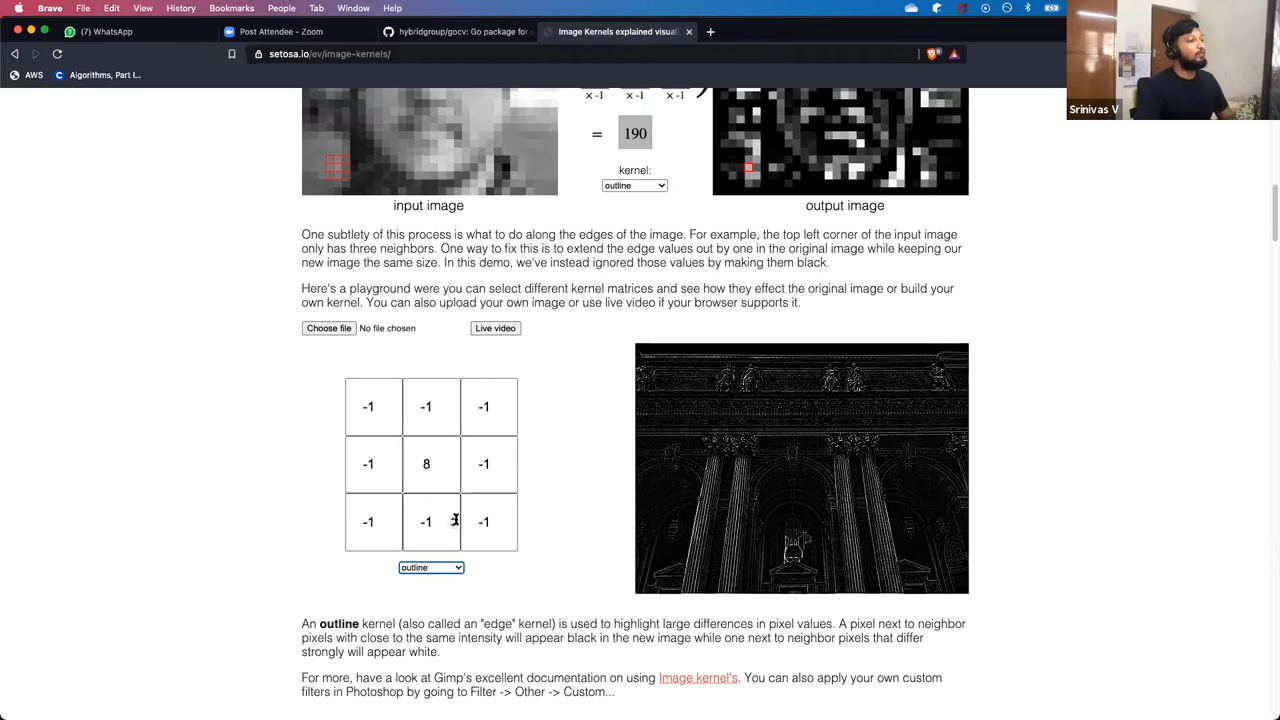 Brave File Edit View History Bookmarks People Tab Window Help
(7) WhatsApp
Post Attendee - Zoom
hybridgroup/gocv: Go package for
Image Kernels explained visuall
setosa.io/ev/image-kernels/
AWS
Algorithms, Part I...
Srinivas V
x -1 x -1 x -1 )
= 190
kernel:
outline
input image
output image
One subtlety of this process is what to do along the edges of the image. For example, the top left corner of the input image
only has three neighbors. One way to fix this is to extend the edge values out by one in the original image while keeping our
new image the same size. In this demo, we've instead ignored those values by making them black.
Here's a playground were you can select different kernel matrices and see how they effect the original image or build your
own kernel. You can also upload your own image or use live video if your browser supports it.
Choose file No file chosen
Live video
-1 -1 -1
-1 8 -1
-1 -1 -1
outline
An outline kernel (also called an "edge" kernel) is used to highlight large differences in pixel values. A pixel next to neighbor
pixels with close to the same intensity will appear black in the new image while one next to neighbor pixels that differ
strongly will appear white.
For more, have a look at Gimp's excellent documentation on using Image kernel's. You can also apply your own custom
filters in Photoshop by going to Filter -> Other -> Custom...